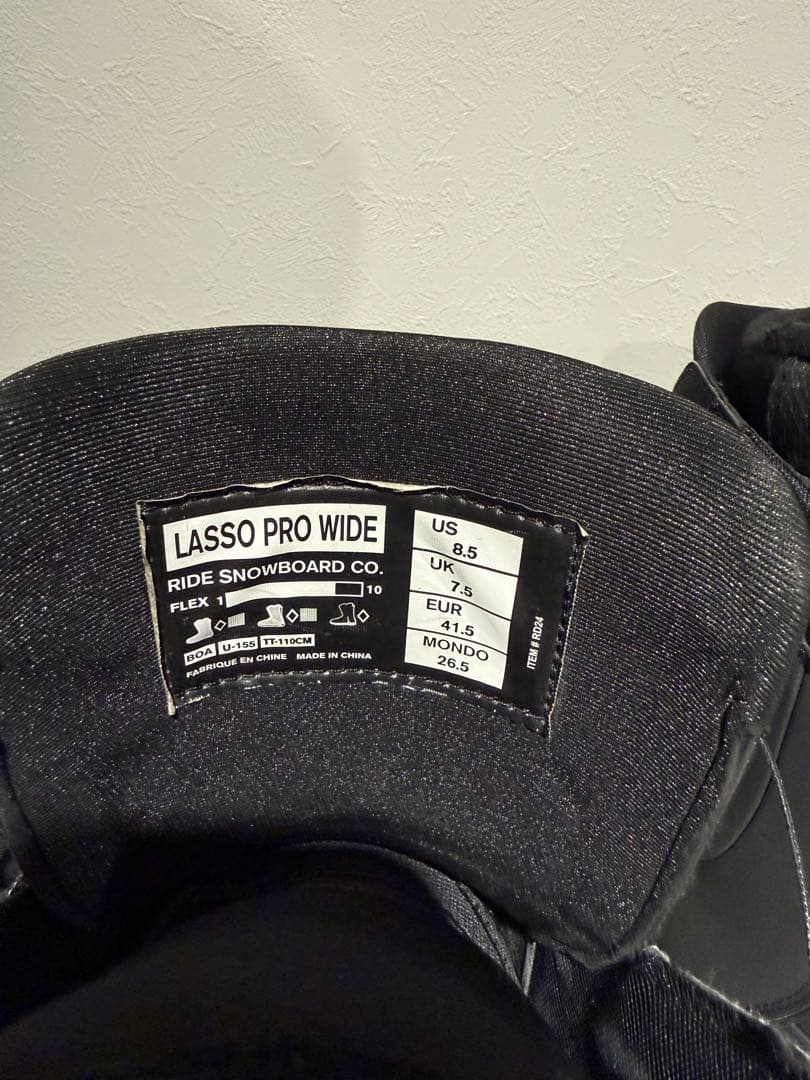 LASSO PRO WIDE
RIDE SNOWBOARD CO.
FLEX 1 10
BOA U-155 TT-110CM
FABRIQUE EN CHINE MADE IN CHINA
US
8.5
UK
7.5
EUR
41.5
MONDO
26.5
ITEM # RD24